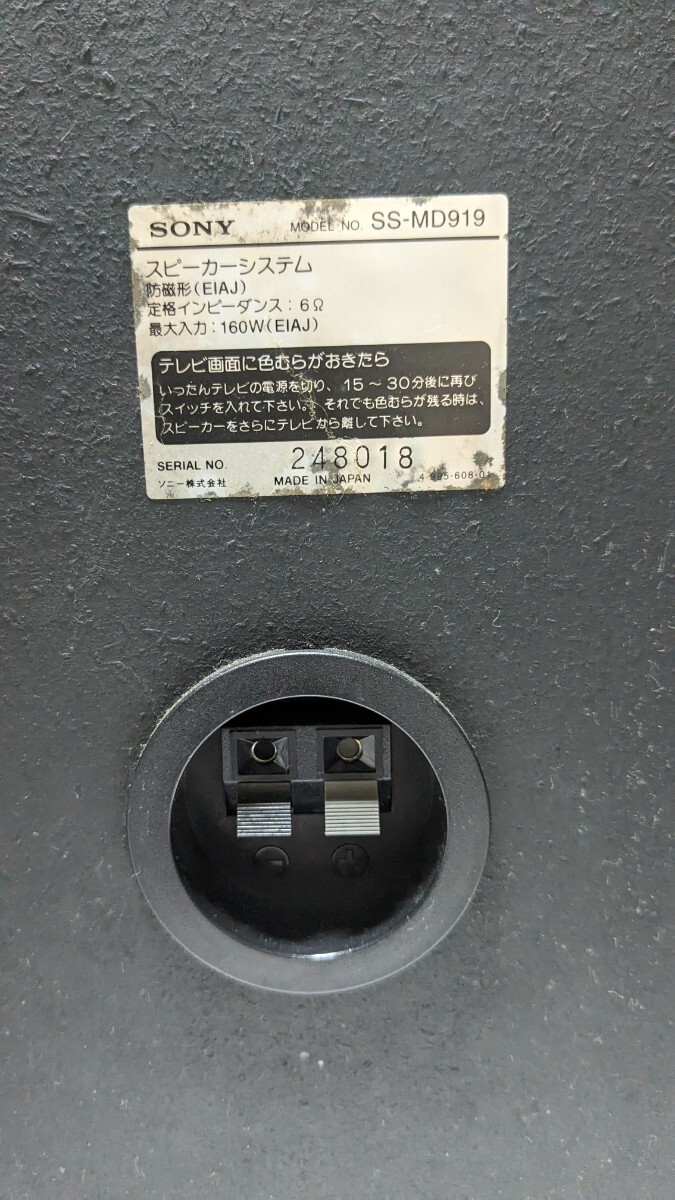 SONY MODEL NO. SS-MD919
スピーカーシステム
防磁形(EIAJ)
定格インピーダンス:6Ω
最大入力:160W(EIAJ)
テレビ画面に色むらがおきたら
いったんテレビの電源を切り、15~30分後に再び
スイッチを入れて下さい。それでも色むらが残る時は、
スピーカーをさらにテレビから離して下さい。
SERIAL NO. 248018
ソニー株式会社 MADE IN JAPAN 4-995-608-01
- +